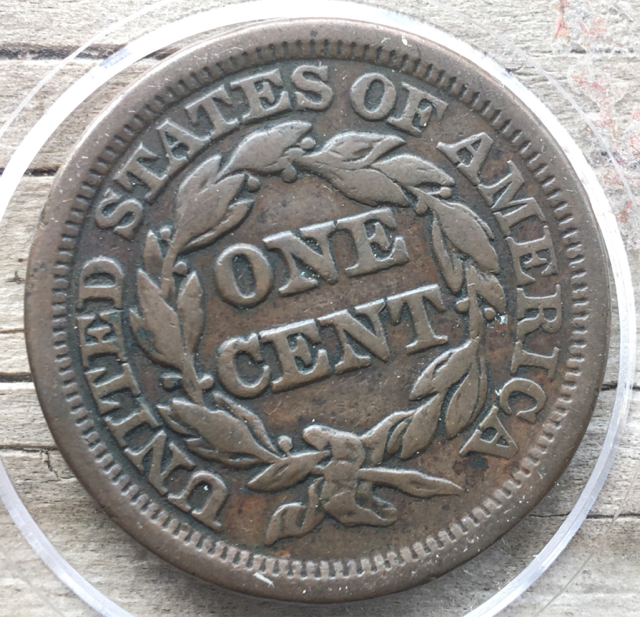 UNITED STATES OF AMERICA
ONE
CENT